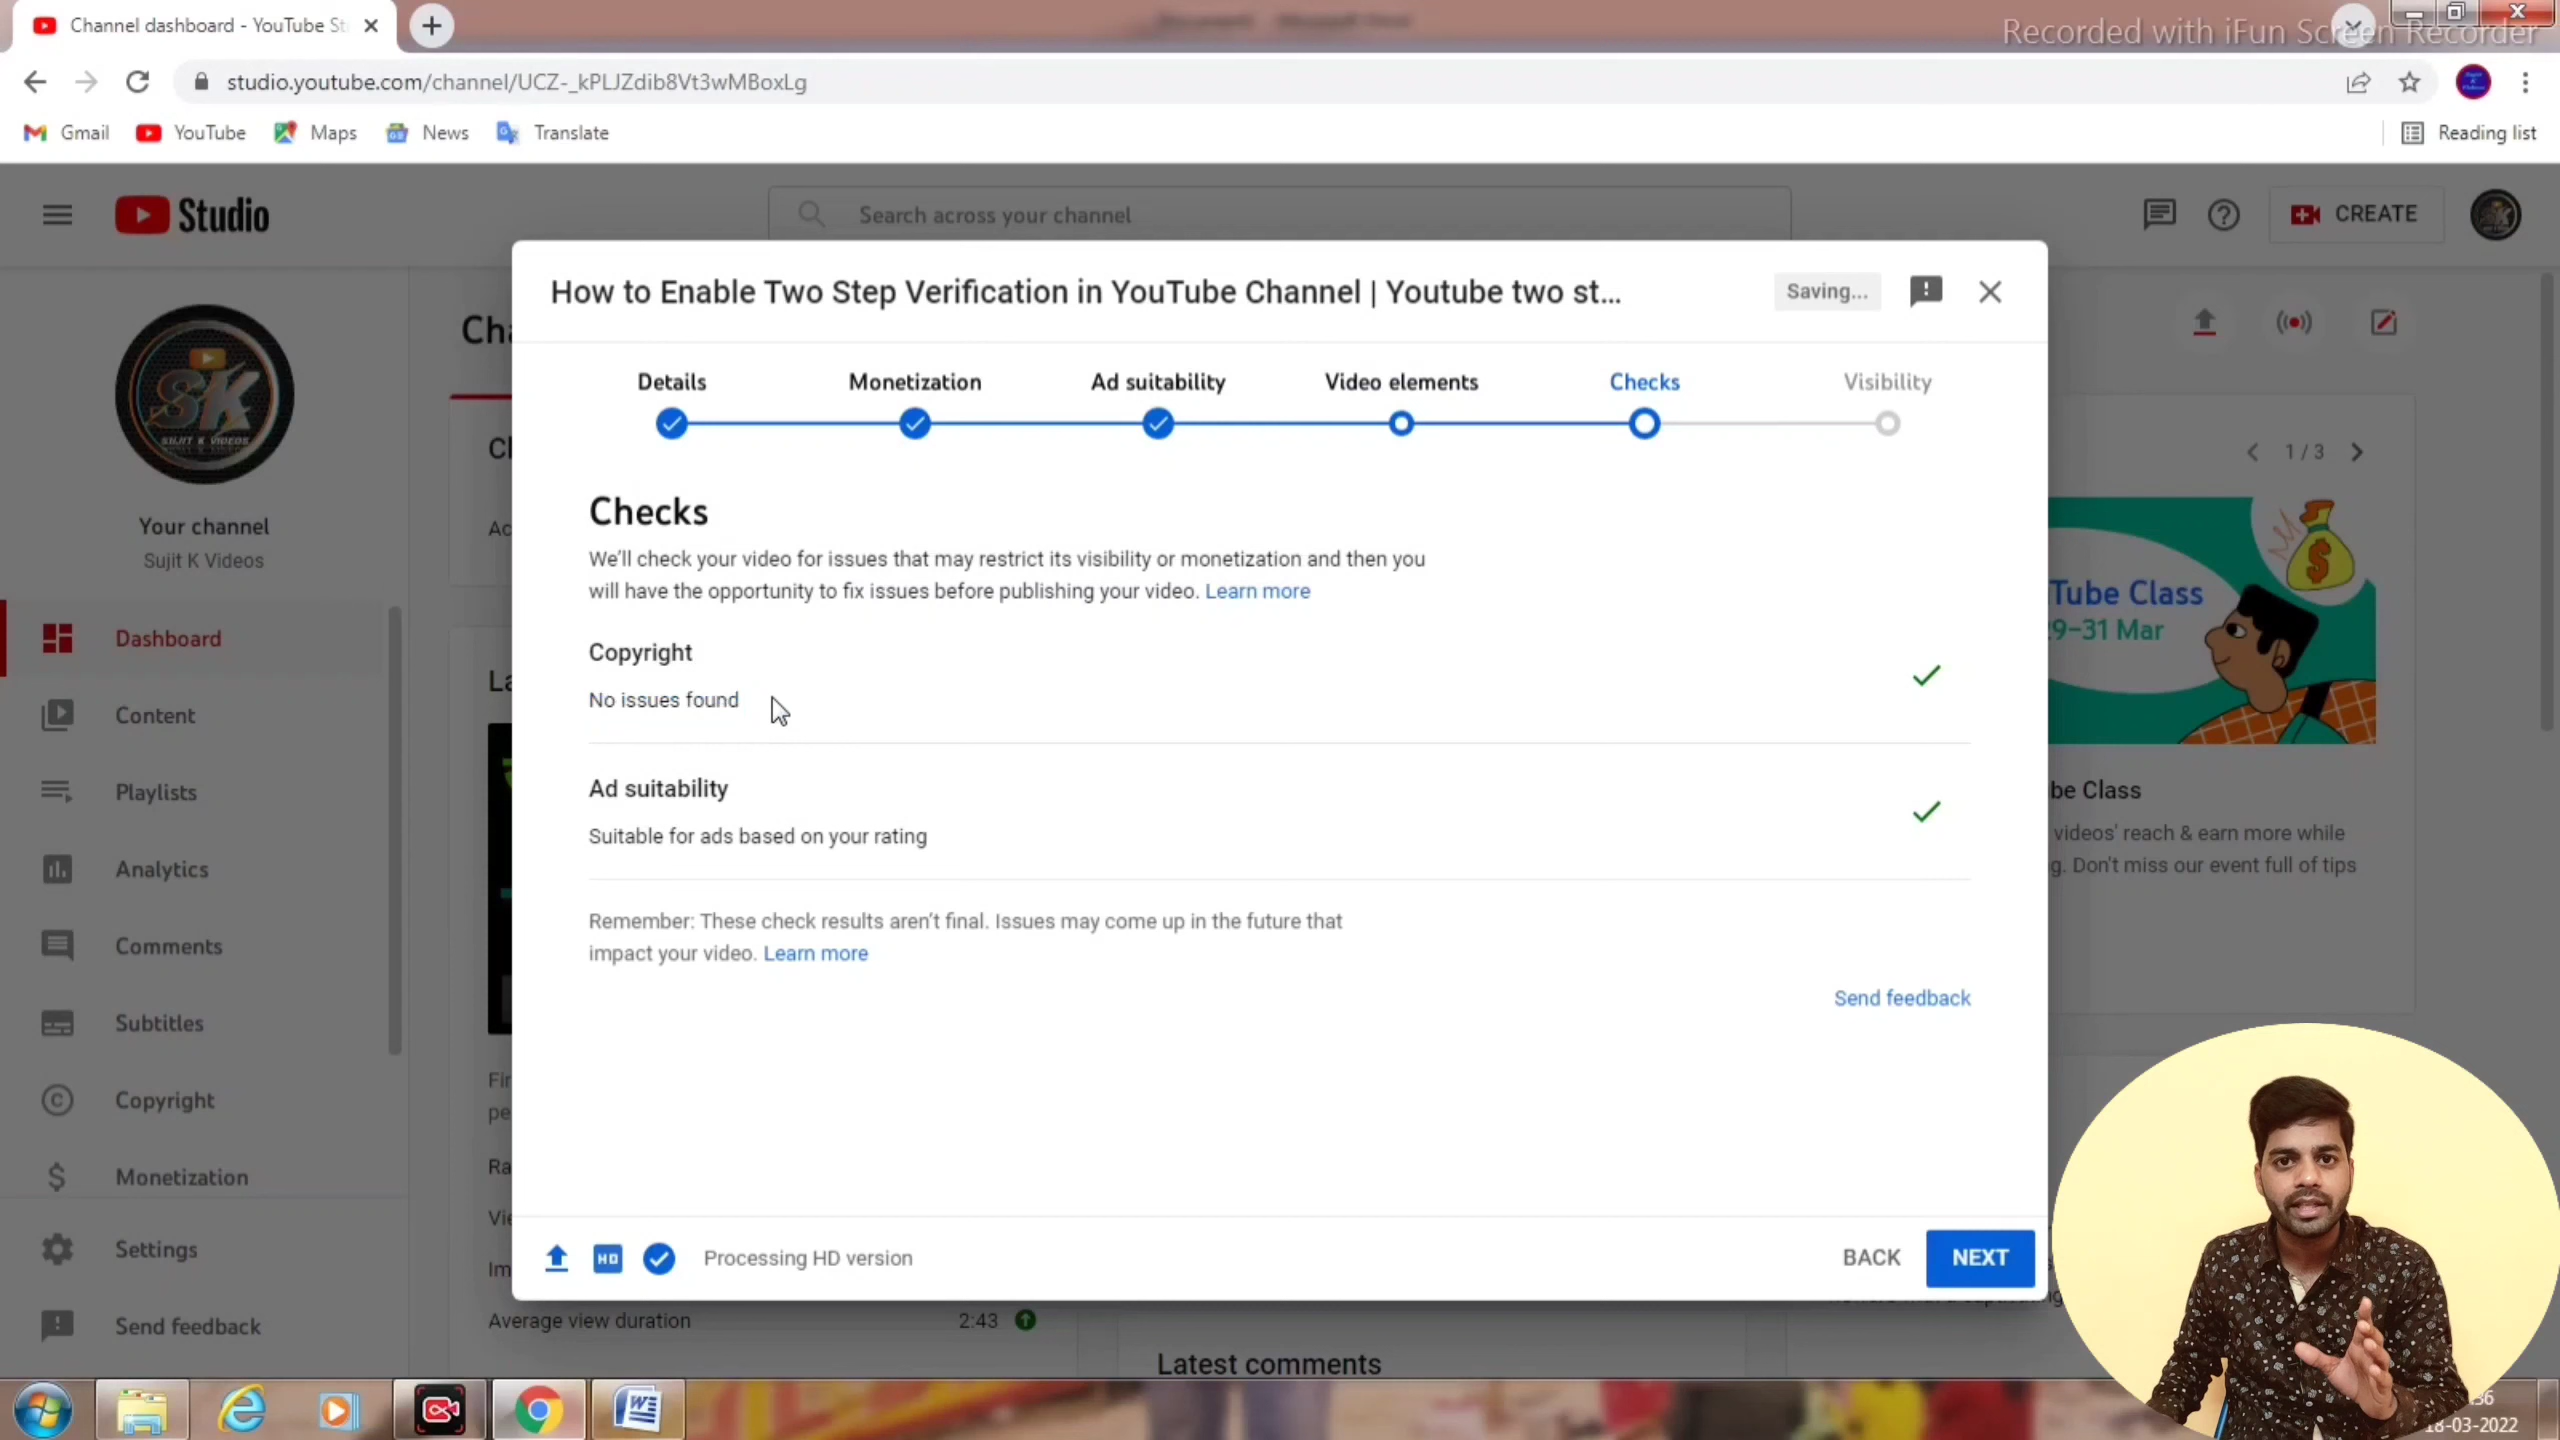 Channel dashboard - YouTube St
Recorded with iFun Screen Recorder
studio.youtube.com/channel/UCZ-_kPLJZdib8Vt3wMBoxLg
Gmail
YouTube
Maps
News
Translate
Reading list
Studio
Search across your channel
CREATE
SK
SUJIT K VIDEOS
Your channel
Sujit K Videos
Dashboard
Content
Playlists
Analytics
Comments
Subtitles
Copyright
Monetization
Settings
Send feedback
How to Enable Two Step Verification in YouTube Channel | Youtube two st...
Saving...
Details
Monetization
Ad suitability
Video elements
Checks
Visibility
Checks
We'll check your video for issues that may restrict its visibility or monetization and then you
will have the opportunity to fix issues before publishing your video. Learn more
Copyright
No issues found
Ad suitability
Suitable for ads based on your rating
Remember: These check results aren't final. Issues may come up in the future that
impact your video. Learn more
Send feedback
HD
Processing HD version
BACK
NEXT
1 / 3
Tube Class
29–31 Mar
be Class
videos' reach & earn more while
g. Don't miss our event full of tips
Average view duration
2:43
Latest comments
18-03-2022